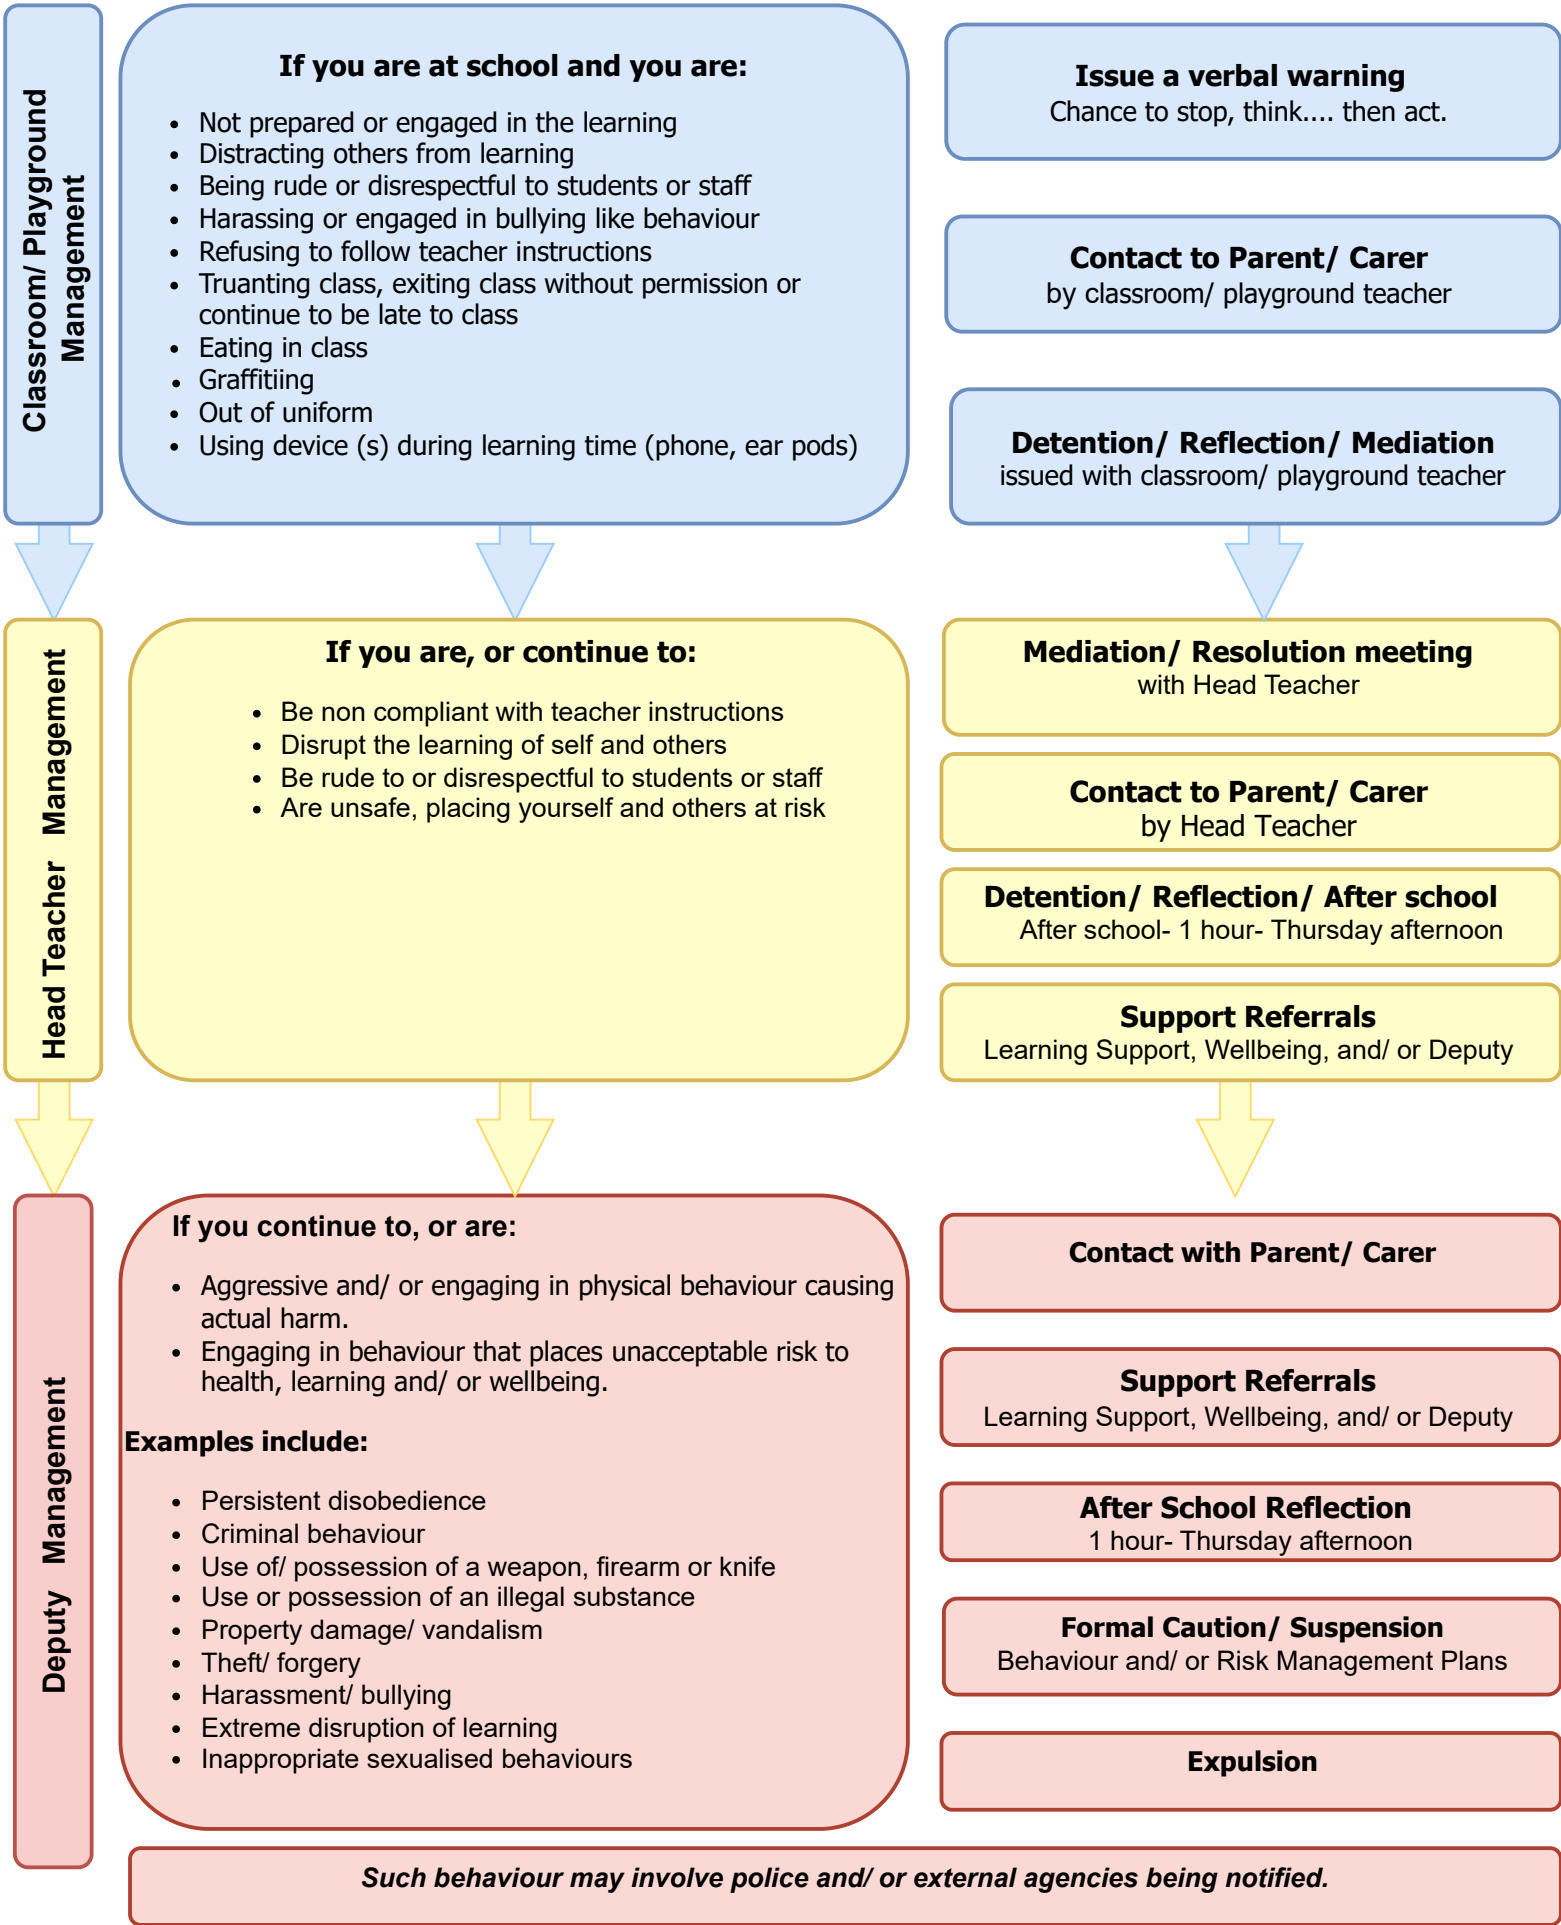 Classroom/ Playground
Management
If you are at school and you are:
• Not prepared or engaged in the learning
• Distracting others from learning
• Being rude or disrespectful to students or staff
• Harassing or engaged in bullying like behaviour
• Refusing to follow teacher instructions
• Truanting class, exiting class without permission or
continue to be late to class
• Eating in class
• Graffitiing
• Out of uniform
• Using device (s) during learning time (phone, ear pods)
Issue a verbal warning
Chance to stop, think.... then act.
Contact to Parent/ Carer
by classroom/ playground teacher
Detention/ Reflection/ Mediation
issued with classroom/ playground teacher
Head Teacher Management
If you are, or continue to:
• Be non compliant with teacher instructions
• Disrupt the learning of self and others
• Be rude to or disrespectful to students or staff
• Are unsafe, placing yourself and others at risk
Mediation/ Resolution meeting
with Head Teacher
Contact to Parent/ Carer
by Head Teacher
Detention/ Reflection/ After school
After school- 1 hour- Thursday afternoon
Support Referrals
Learning Support, Wellbeing, and/ or Deputy
Deputy Management
If you continue to, or are:
• Aggressive and/ or engaging in physical behaviour causing
actual harm.
• Engaging in behaviour that places unacceptable risk to
health, learning and/ or wellbeing.
Examples include:
• Persistent disobedience
• Criminal behaviour
• Use of/ possession of a weapon, firearm or knife
• Use or possession of an illegal substance
• Property damage/ vandalism
• Theft/ forgery
• Harassment/ bullying
• Extreme disruption of learning
• Inappropriate sexualised behaviours
Contact with Parent/ Carer
Support Referrals
Learning Support, Wellbeing, and/ or Deputy
After School Reflection
1 hour- Thursday afternoon
Formal Caution/ Suspension
Behaviour and/ or Risk Management Plans
Expulsion
Such behaviour may involve police and/ or external agencies being notified.